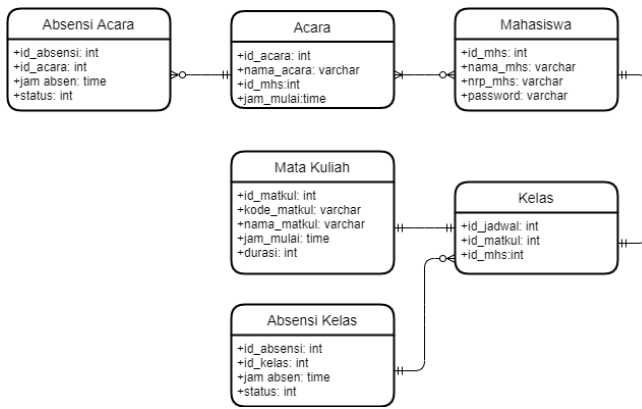 Absensi Acara
+id_absensi: int
+id_acara: int
+jam absen: time
+status: int
Acara
+id_acara: int
+nama_acara: varchar
+id_mhs:int
+jam_mulai:time
Mahasiswa
+id_mhs: int
+nama_mhs: varchar
+nrp_mhs: varchar
+password: varchar
Mata Kuliah
+id_matkul: int
+kode_matkul: varchar
+nama_matkul: varchar
+jam_mulai: time
+durasi: int
Kelas
+id_jadwal: int
+id_matkul: int
+id_mhs:int
Absensi Kelas
+id_absensi: int
+id_kelas: int
+jam absen: time
+status: int